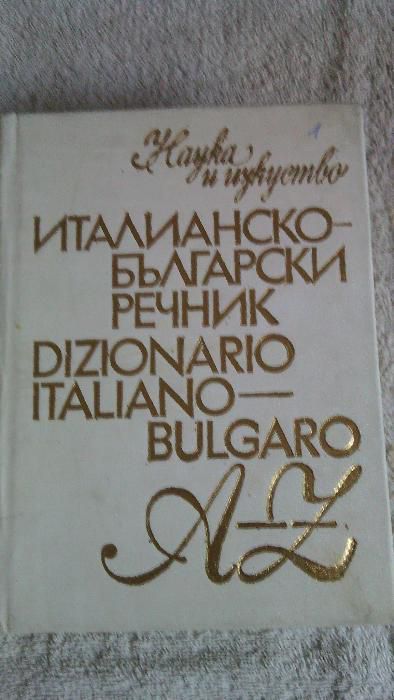 Наука
и изкуство
ИТАЛИАНСКО-
БЪЛГАРСКИ
РЕЧНИК
DIZIONARIO
ITALIANO—
BULGARO
A–Z